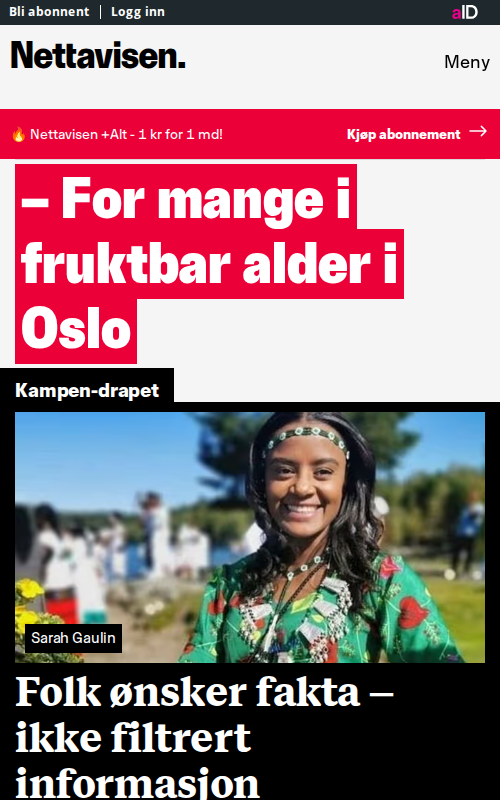 Bli abonnent | Logg inn
aID
Nettavisen.
Meny
🔥 Nettavisen +Alt - 1 kr for 1 md!
Kjøp abonnement →
– For mange i
fruktbar alder i
Oslo
Kampen-drapet
Sarah Gaulin
Folk ønsker fakta –
ikke filtrert
informasjon